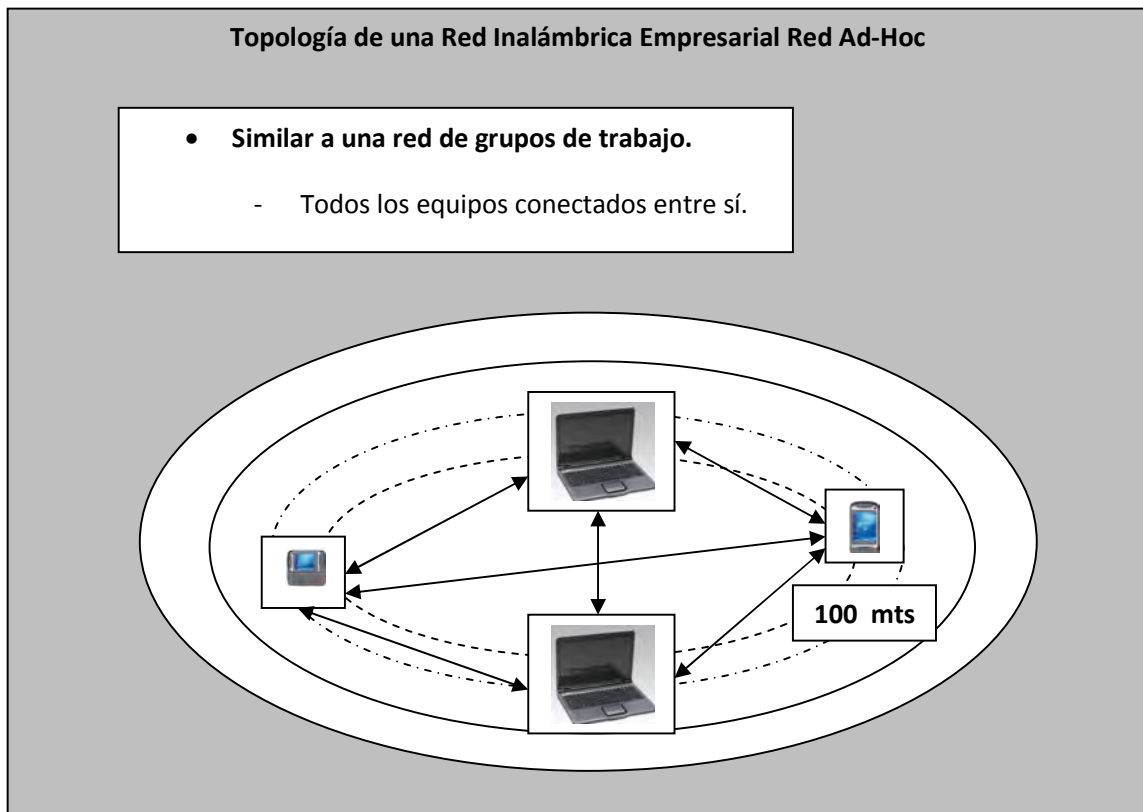 Topología de una Red Inalámbrica Empresarial Red Ad-Hoc
• Similar a una red de grupos de trabajo.
- Todos los equipos conectados entre sí.
100 mts